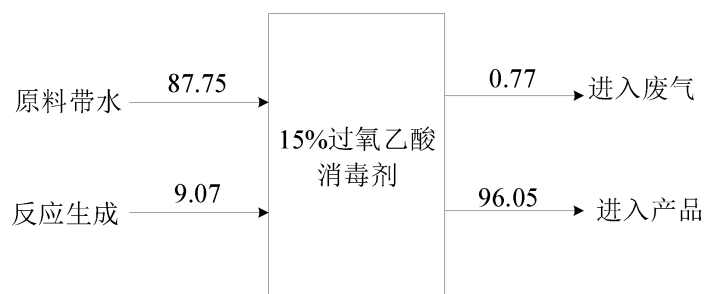 原料带水
87.75
反应生成
9.07
15%过氧乙酸
消毒剂
0.77
进入废气
96.05
进入产品